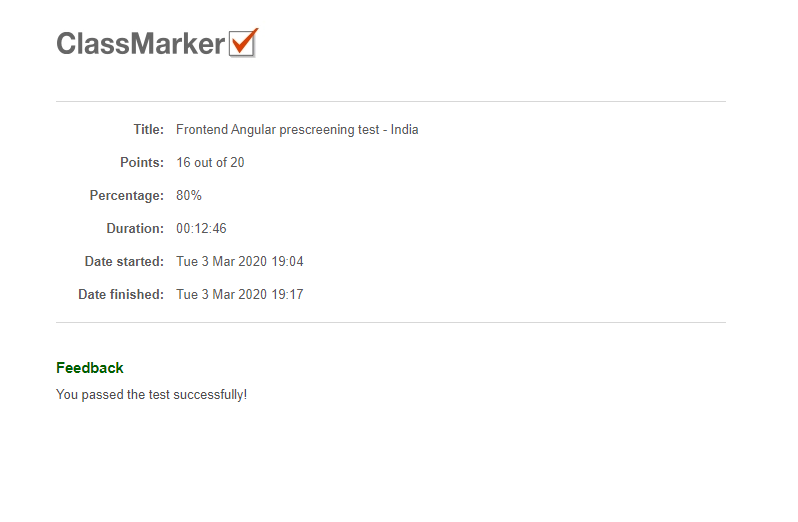 ClassMarker
Title: Frontend Angular prescreening test - India
Points: 16 out of 20
Percentage: 80%
Duration: 00:12:46
Date started: Tue 3 Mar 2020 19:04
Date finished: Tue 3 Mar 2020 19:17
Feedback
You passed the test successfully!